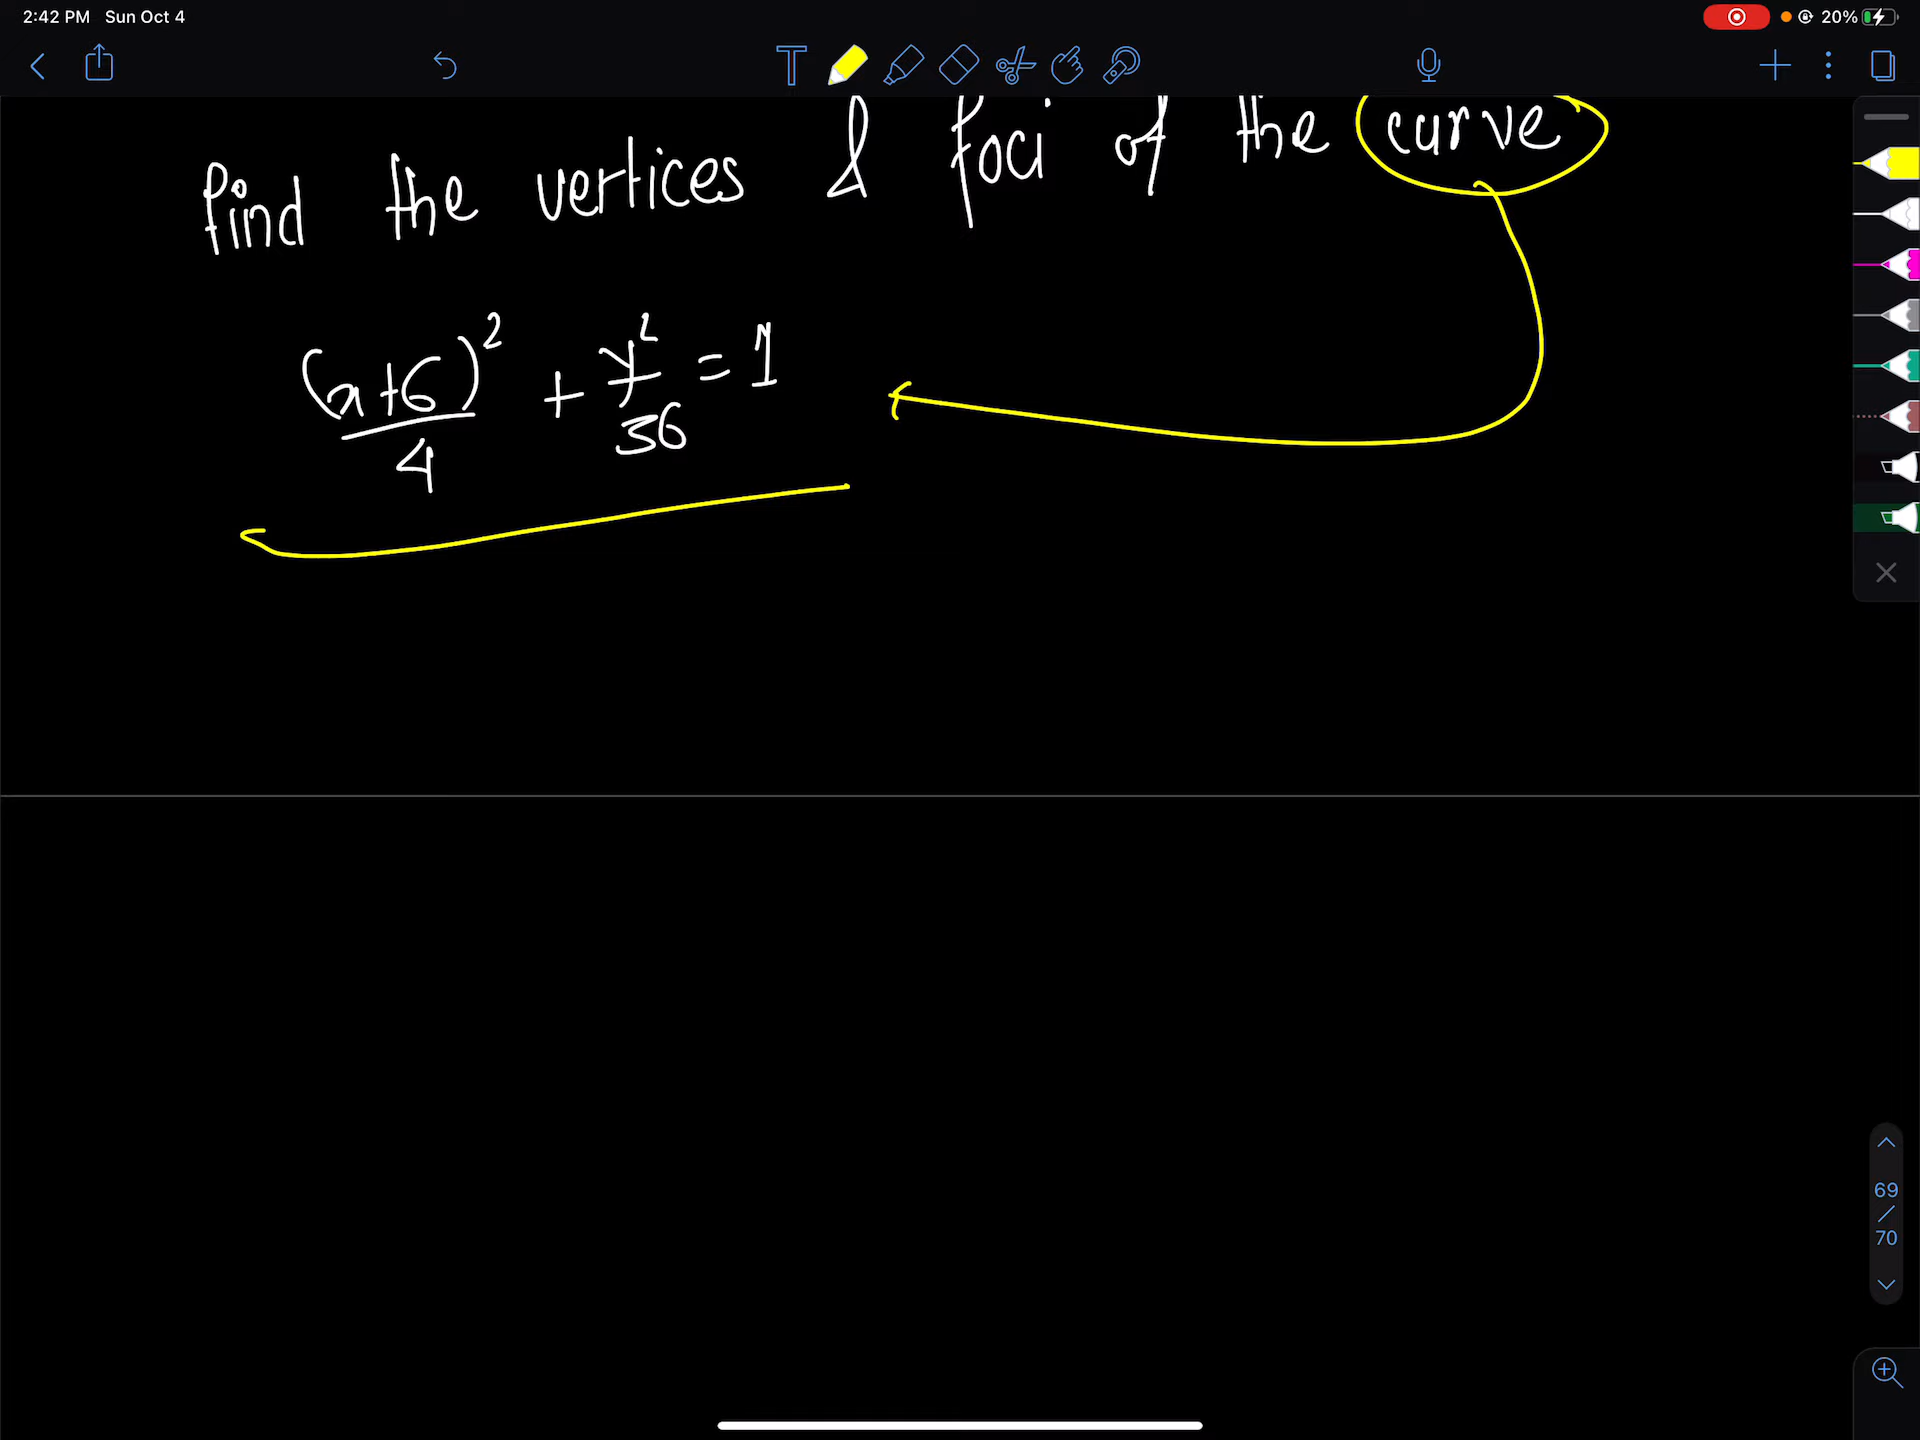 2:42 PM Sun Oct 4
20%
find the vertices & foci of the curve
(x+6)²/4 + y²/36 = 1
69
/
70